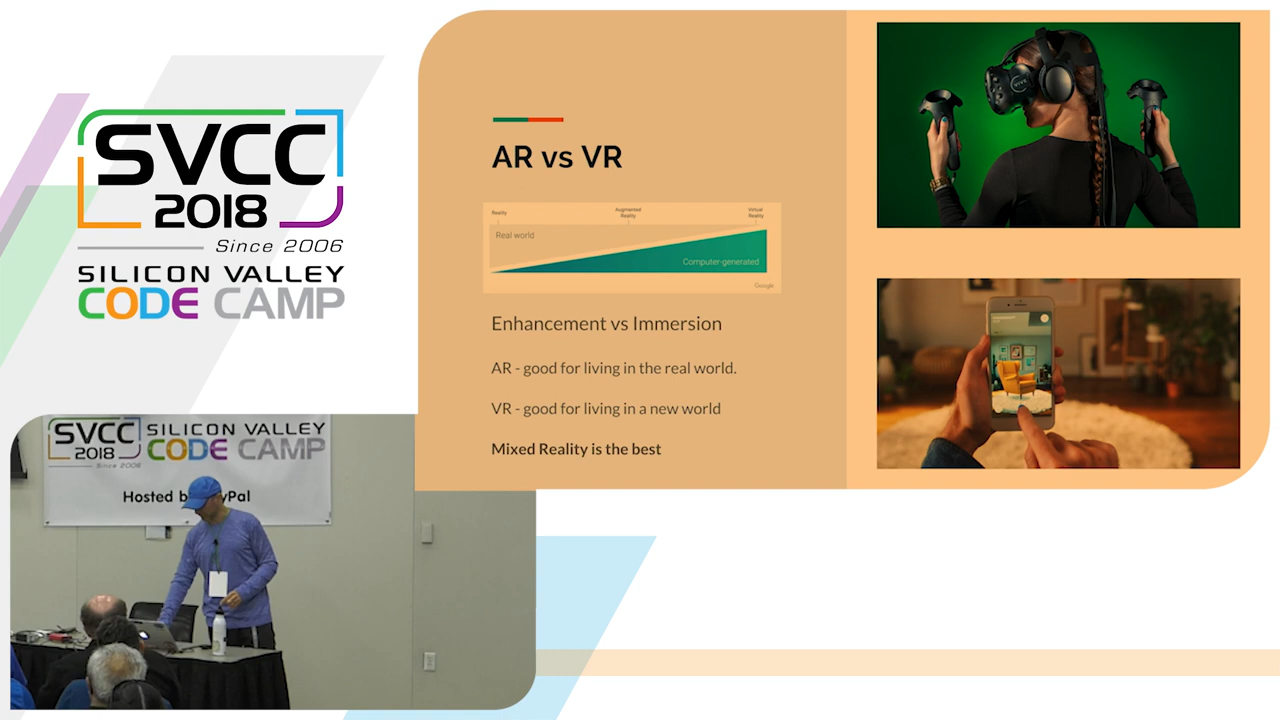 SVCC
2018
Since 2006
SILICON VALLEY
CODE CAMP
AR vs VR
Reality
Augmented
Reality
Virtual
Reality
Real world
Computer-generated
Google
Enhancement vs Immersion
AR - good for living in the real world.
VR - good for living in a new world
Mixed Reality is the best
VIVE
SVCC
2018
Since 2006
SILICON VALLEY
CODE CAMP
Hosted b yPal